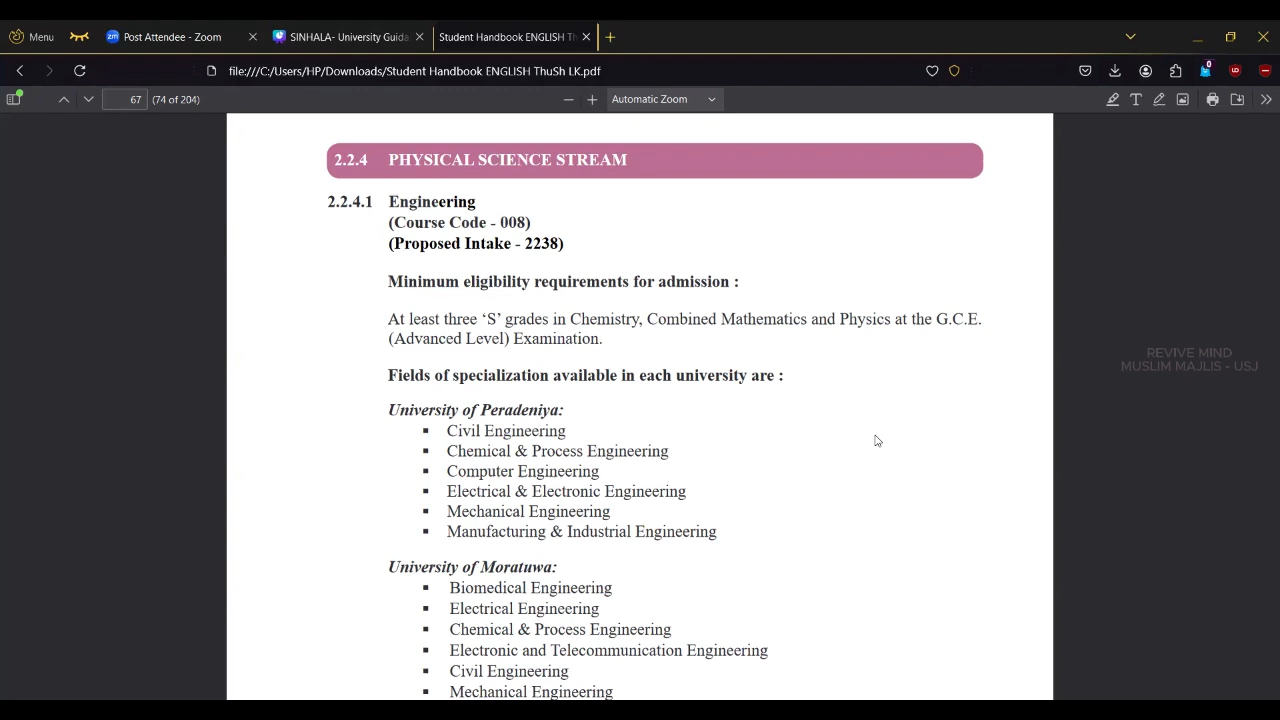 Menu
Post Attendee - Zoom
SINHALA- University Guida
Student Handbook ENGLISH Th
file:///C:/Users/HP/Downloads/Student Handbook ENGLISH ThuSh LK.pdf
0
67 (74 of 204)
Automatic Zoom
2.2.4 PHYSICAL SCIENCE STREAM
2.2.4.1 Engineering
(Course Code - 008)
(Proposed Intake - 2238)
Minimum eligibility requirements for admission :
At least three ‘S’ grades in Chemistry, Combined Mathematics and Physics at the G.C.E.
(Advanced Level) Examination.
REVIVE MIND
MUSLIM MAJLIS - USJ
Fields of specialization available in each university are :
University of Peradeniya:
▪ Civil Engineering
▪ Chemical & Process Engineering
▪ Computer Engineering
▪ Electrical & Electronic Engineering
▪ Mechanical Engineering
▪ Manufacturing & Industrial Engineering
University of Moratuwa:
▪ Biomedical Engineering
▪ Electrical Engineering
▪ Chemical & Process Engineering
▪ Electronic and Telecommunication Engineering
▪ Civil Engineering
▪ Mechanical Engineering